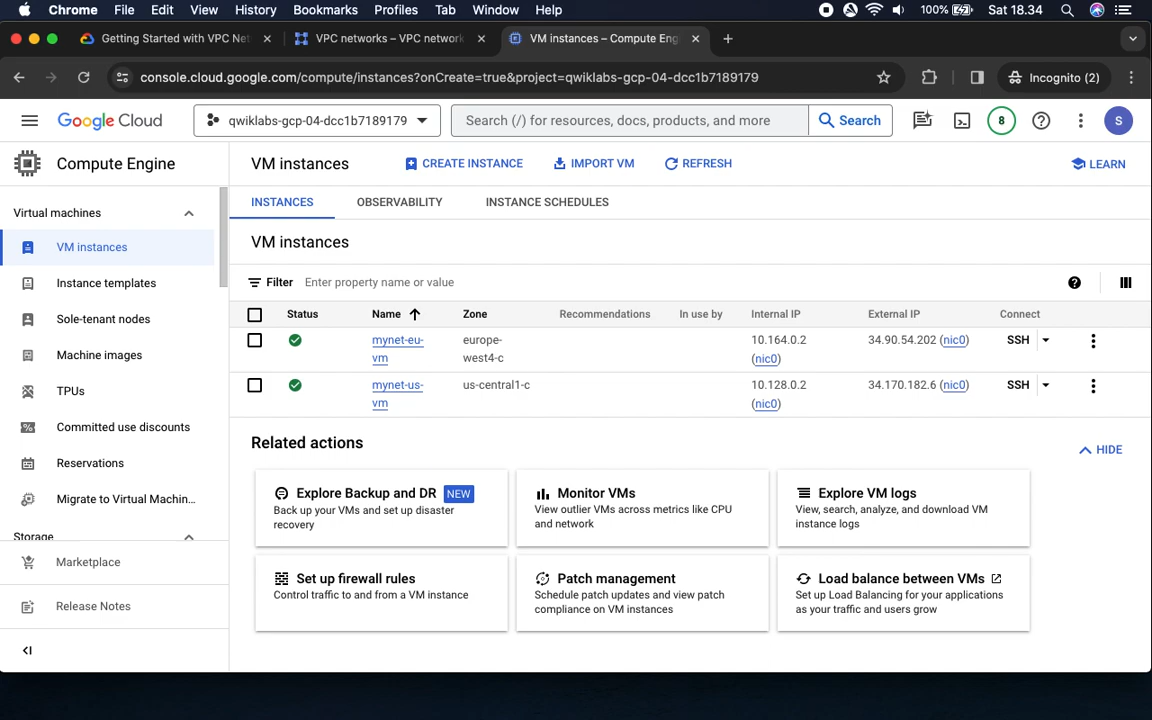 Chrome File Edit View History Bookmarks Profiles Tab Window Help 100% Sat 18.34
Getting Started with VPC Net
VPC networks – VPC network
VM instances – Compute Eng
console.cloud.google.com/compute/instances?onCreate=true&project=qwiklabs-gcp-04-dcc1b7189179
Incognito (2)
Google Cloud
qwiklabs-gcp-04-dcc1b7189179
Search (/) for resources, docs, products, and more
Search
8
S
Compute Engine
VM instances
CREATE INSTANCE
IMPORT VM
REFRESH
LEARN
Virtual machines
VM instances
Instance templates
Sole-tenant nodes
Machine images
TPUs
Committed use discounts
Reservations
Migrate to Virtual Machin...
Storage
Marketplace
Release Notes
INSTANCES
OBSERVABILITY
INSTANCE SCHEDULES
VM instances
Filter Enter property name or value
Status Name Zone Recommendations In use by Internal IP External IP Connect
mynet-eu- europe- 10.164.0.2 34.90.54.202 (nic0) SSH
vm west4-c (nic0)
mynet-us- us-central1-c 10.128.0.2 34.170.182.6 (nic0) SSH
vm (nic0)
Related actions
HIDE
Explore Backup and DR NEW
Back up your VMs and set up disaster
recovery
Monitor VMs
View outlier VMs across metrics like CPU
and network
Explore VM logs
View, search, analyze, and download VM
instance logs
Set up firewall rules
Control traffic to and from a VM instance
Patch management
Schedule patch updates and view patch
compliance on VM instances
Load balance between VMs
Set up Load Balancing for your applications
as your traffic and users grow